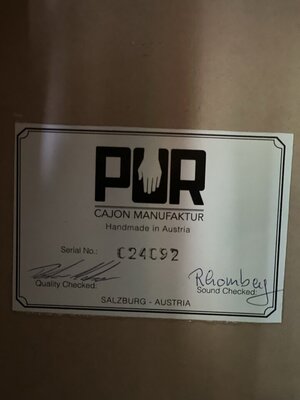 PUR
CAJON MANUFAKTUR
Handmade in Austria
Serial No.: C24C92
Quality Checked:
Rhomberg
Sound Checked:
SALZBURG - AUSTRIA